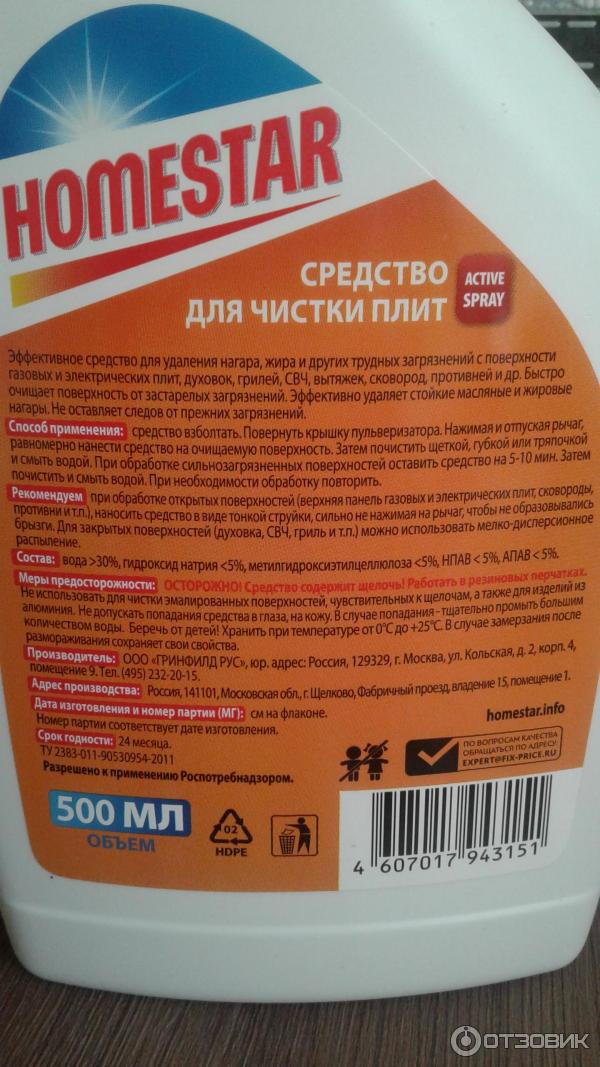 HOMESTAR
СРЕДСТВО
ДЛЯ ЧИСТКИ ПЛИТ
ACTIVE
SPRAY
Эффективное средство для удаления нагара, жира и других трудных загрязнений с поверхности
газовых и электрических плит, духовок, грилей, СВЧ, вытяжек, сковород, противней и др. Быстро
очищает поверхность от застарелых загрязнений. Эффективно удаляет стойкие масляные и жировые
нагары. Не оставляет следов от прежних загрязнений.
Способ применения: средство взболтать. Повернуть крышку пульверизатора. Нажимая и отпуская рычаг,
равномерно нанести средство на очищаемую поверхность. Затем почистить щеткой, губкой или тряпочкой
и смыть водой. При обработке сильнозагрязненных поверхностей оставить средство на 5-10 мин. Затем
почистить и смыть водой. При необходимости обработку повторить.
Рекомендуем при обработке открытых поверхностей (верхняя панель газовых и электрических плит, сковороды,
противни и т.п.), наносить средство в виде тонкой струйки, сильно не нажимая на рычаг, чтобы не образовывались
брызги. Для закрытых поверхностей (духовка, СВЧ, гриль и т.п.) можно использовать мелко-дисперсионное
распыление.
Состав: вода >30%, гидроксид натрия <5%, метилгидроксиэтилцеллюлоза <5%, НПАВ < 5%, АПАВ < 5%.
Меры предосторожности: ОСТОРОЖНО! Средство содержит щелочь! Работать в резиновых перчатках.
Не использовать для чистки эмалированных поверхностей, чувствительных к щелочам, а также для изделий из
алюминия. Не допускать попадания средства в глаза, на кожу. В случае попадания - тщательно промыть большим
количеством воды. Беречь от детей! Хранить при температуре от 0°С до +25°С. В случае замерзания после
размораживания сохраняет свои свойства.
Производитель: ООО «ГРИНФИЛД РУС», юр. адрес: Россия, 129329, г. Москва, ул. Кольская, д. 2, корп. 4,
помещение 9. Тел. (495) 232-20-15.
Адрес производства: Россия, 141101, Московская обл., г. Щелково, Фабричный проезд, владение 15, помещение 1.
Дата изготовления и номер партии (МГ): см на флаконе.
Номер партии соответствует дате изготовления.
Срок годности: 24 месяца.
ТУ 2383-011-90530954-2011
Разрешено к применению Роспотребнадзором.
homestar.info
ПО ВОПРОСАМ КАЧЕСТВА
ОБРАЩАТЬСЯ ПО АДРЕСУ:
EXPERT@FIX-PRICE.RU
500 МЛ
ОБЪЕМ
02
HDPE
4 607017 943151
ОТЗОВИК